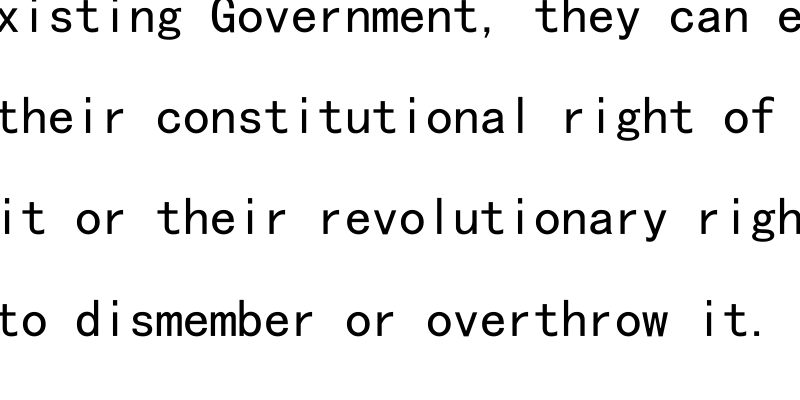 xisting Government, they can e
their constitutional right of
it or their revolutionary righ
to dismember or overthrow it.